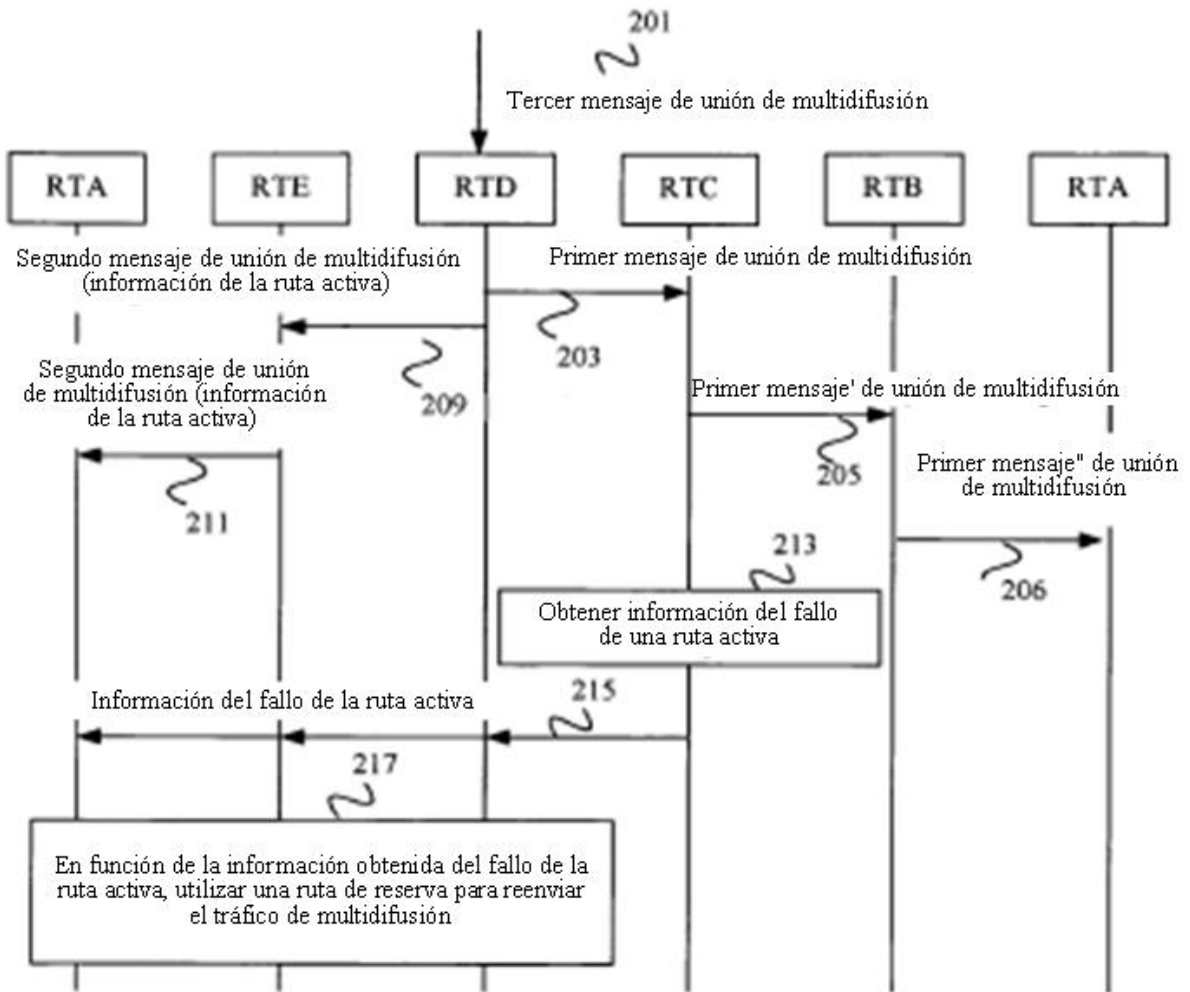 201
Tercer mensaje de unión de multidifusión
RTA
RTE
RTD
RTC
RTB
RTA
Segundo mensaje de unión de multidifusión
(información de la ruta activa)
Primer mensaje de unión de multidifusión
203
209
Segundo mensaje de unión
de multidifusión (información
de la ruta activa)
Primer mensaje' de unión de multidifusión
205
Primer mensaje" de unión
de multidifusión
211
213
206
Obtener información del fallo
de una ruta activa
Información del fallo de la ruta activa
215
217
En función de la información obtenida del fallo de la
ruta activa, utilizar una ruta de reserva para reenviar
el tráfico de multidifusión